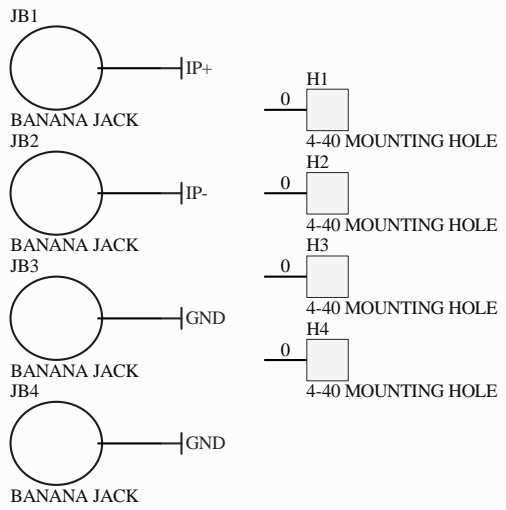 JB1
IP+
BANANA JACK
JB2
IP-
BANANA JACK
JB3
GND
BANANA JACK
JB4
GND
BANANA JACK
H1
0
4-40 MOUNTING HOLE
H2
0
4-40 MOUNTING HOLE
H3
0
4-40 MOUNTING HOLE
H4
0
4-40 MOUNTING HOLE